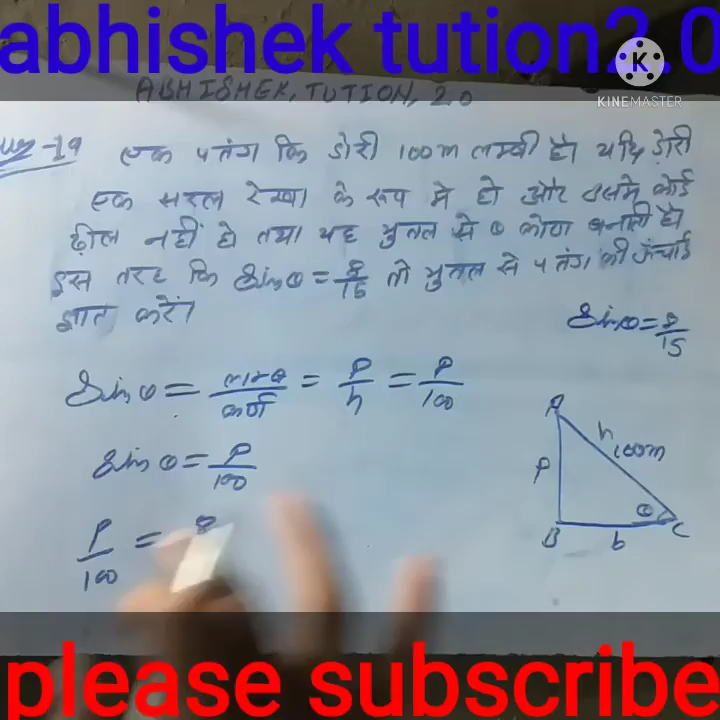 abhishek tution2.0
K
KINEMASTER
ABHISHEK, TUTION, 2.0
-19 एक पतंग कि डोरी 100m लम्बी है। यदि डोरी
एक सरल रेखा के रूप मे हो और उसमे कोई
ढील नहीं हो तथा यह भुतल से θ कोण बनाती है।
इस तरह कि Sinθ = 8/15 तो भुतल से पतंग की ऊंचाई
ज्ञात करें।
Sinθ = 8/15
Sinθ = लम्ब/कर्ण = P/h = P/100
Sinθ = P/100
P/100 = 8
A
h
100m
P
θ
B
b
C
please subscribe